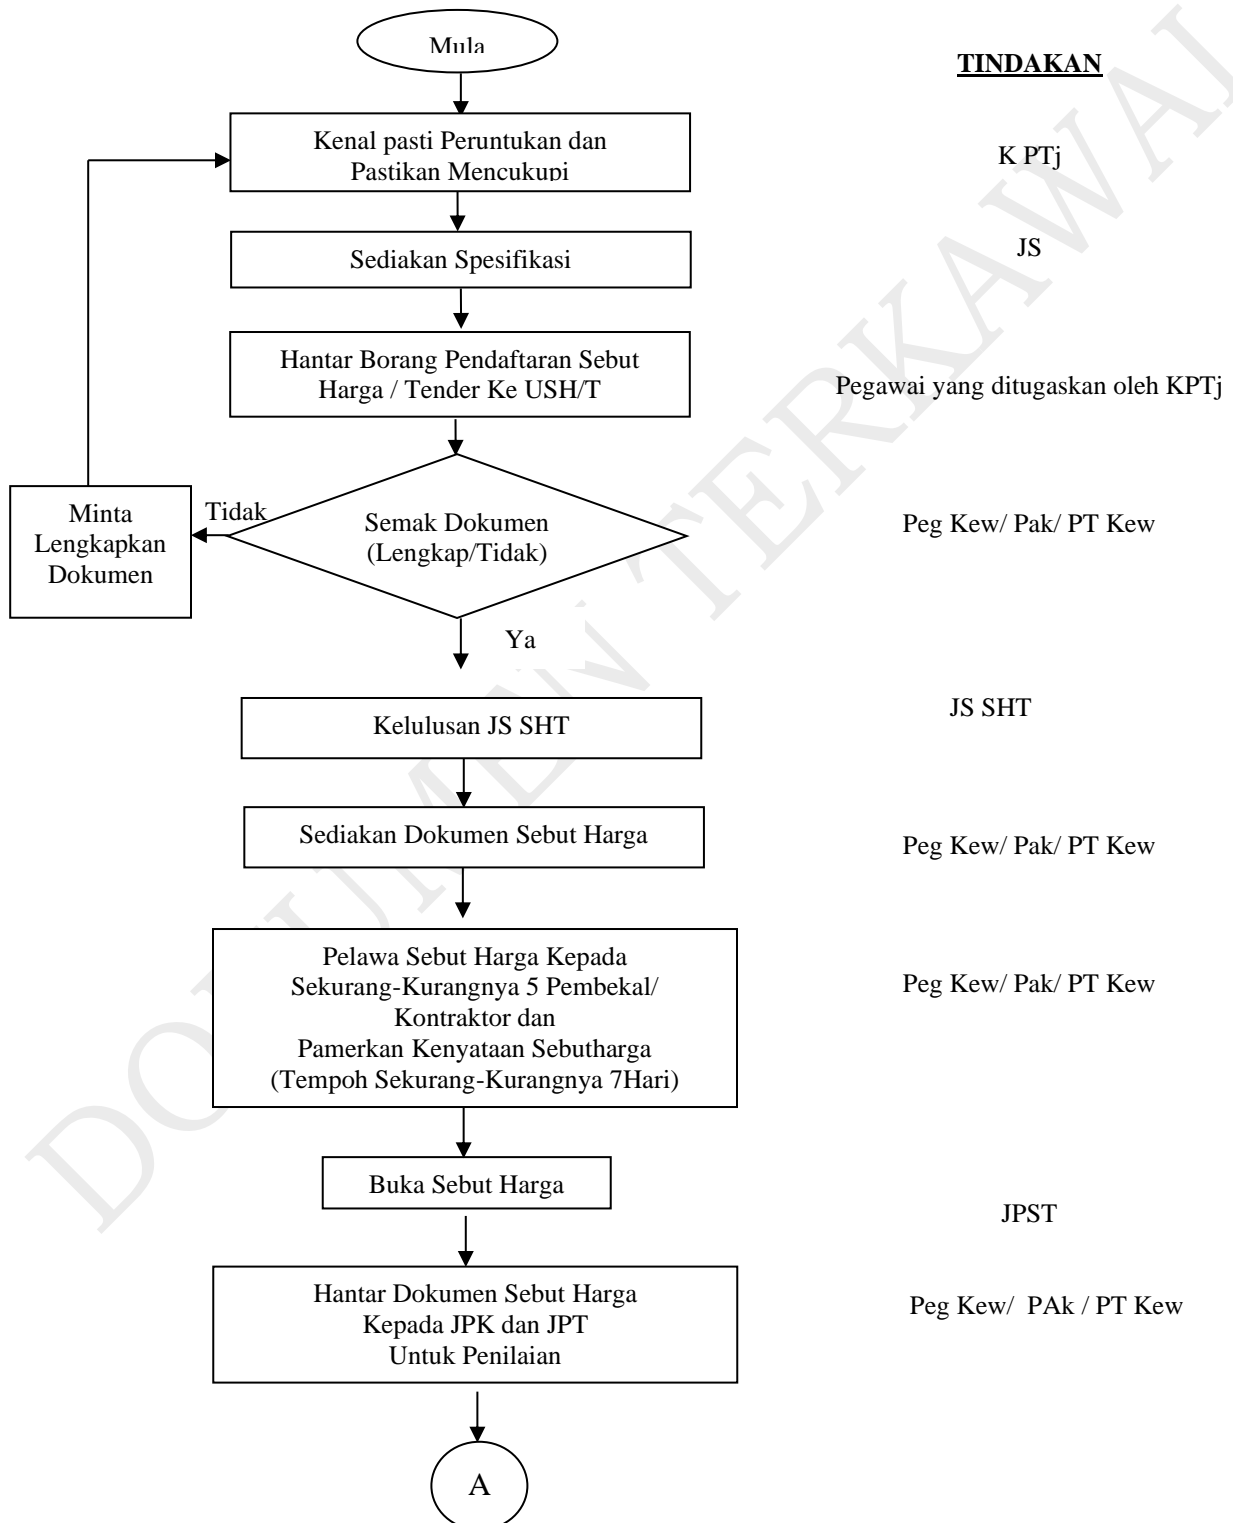 Mula
TINDAKAN
Kenal pasti Peruntukan dan
Pastikan Mencukupi
K PTj
Sediakan Spesifikasi
JS
Hantar Borang Pendaftaran Sebut
Harga / Tender Ke USH/T
Pegawai yang ditugaskan oleh KPTj
Minta
Lengkapkan
Dokumen
Tidak
Semak Dokumen
(Lengkap/Tidak)
Peg Kew/ Pak/ PT Kew
Ya
Kelulusan JS SHT
JS SHT
Sediakan Dokumen Sebut Harga
Peg Kew/ Pak/ PT Kew
Pelawa Sebut Harga Kepada
Sekurang-Kurangnya 5 Pembekal/
Kontraktor dan
Pamerkan Kenyataan Sebutharga
(Tempoh Sekurang-Kurangnya 7Hari)
Peg Kew/ Pak/ PT Kew
Buka Sebut Harga
JPST
Hantar Dokumen Sebut Harga
Kepada JPK dan JPT
Untuk Penilaian
Peg Kew/  PAk / PT Kew
A
DOKUMEN TERKAWAL